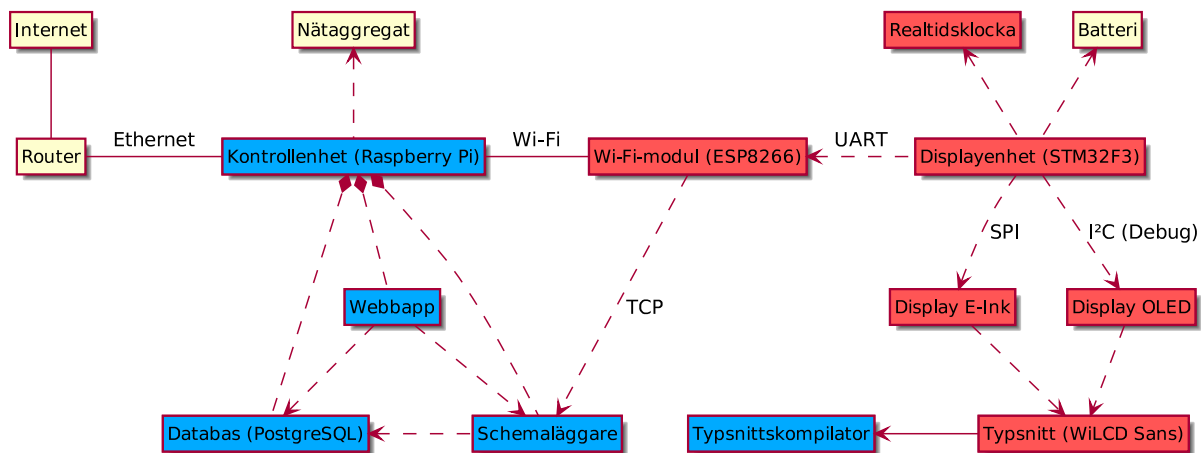 Internet
Nätaggregat
Realtidsklocka
Batteri
Router
Ethernet
Kontrollenhet (Raspberry Pi)
Wi-Fi
Wi-Fi-modul (ESP8266)
UART
Displayenhet (STM32F3)
SPI
I²C (Debug)
Webbapp
TCP
Display E-Ink
Display OLED
Databas (PostgreSQL)
Schemaläggare
Typsnittskompilator
Typsnitt (WiLCD Sans)